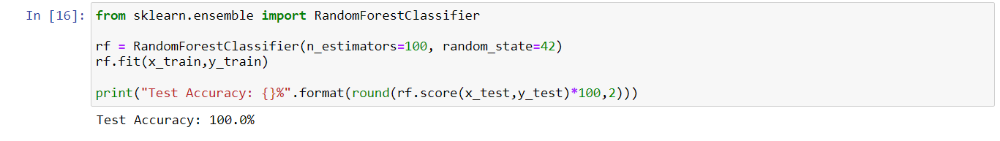 In [16]: from sklearn.ensemble import RandomForestClassifier
rf = RandomForestClassifier(n_estimators=100, random_state=42)
rf.fit(x_train,y_train)
print("Test Accuracy: {}%".format(round(rf.score(x_test,y_test)*100,2)))
Test Accuracy: 100.0%